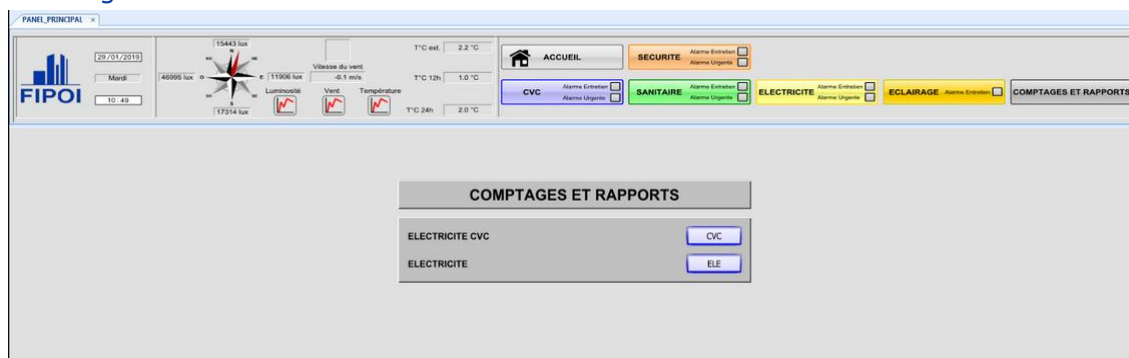 PANEL_PRINCIPAL ×
FIPOI
29/01/2019
Mardi
10:49
15443 lux
N
46995 lux O
E 11906 lux
S
17314 lux
Vitesse du vent
-0.1 m/s
Luminosité
Vent
Température
T°C ext. 2.2 °C
T°C 12h 1.0 °C
T°C 24h 2.0 °C
ACCUEIL
SECURITE Alarme Entretien
Alarme Urgente
CVC Alarme Entretien
Alarme Urgente
SANITAIRE Alarme Entretien
Alarme Urgente
ELECTRICITE Alarme Entretien
Alarme Urgente
ECLAIRAGE Alarme Entretien
COMPTAGES ET RAPPORTS
COMPTAGES ET RAPPORTS
ELECTRICITE CVC CVC
ELECTRICITE ELE